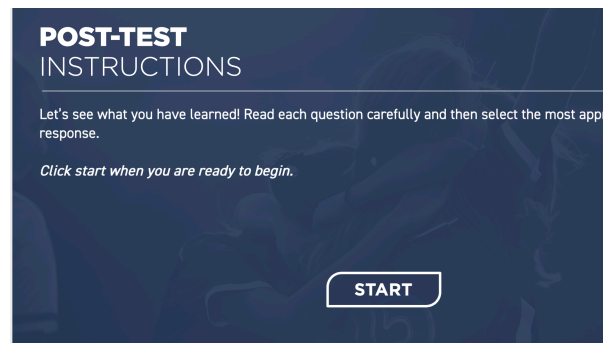 POST-TEST
INSTRUCTIONS
Let's see what you have learned! Read each question carefully and then select the most
response.
Click start when you are ready to begin.
START